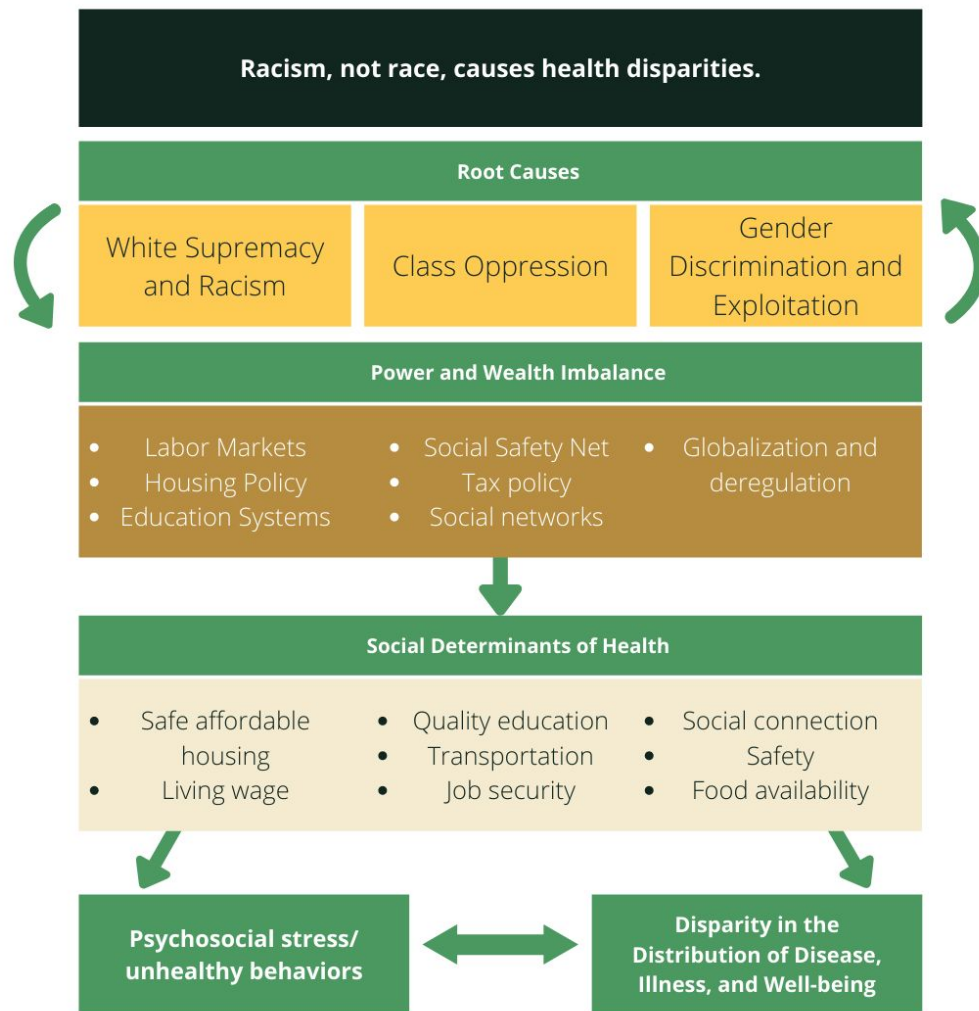 Racism, not race, causes health disparities.
Root Causes
White Supremacy
and Racism
Class Oppression
Gender
Discrimination and
Exploitation
Power and Wealth Imbalance
• Labor Markets
• Housing Policy
• Education Systems
• Social Safety Net
• Tax policy
• Social networks
• Globalization and
deregulation
Social Determinants of Health
• Safe affordable
housing
• Living wage
• Quality education
• Transportation
• Job security
• Social connection
• Safety
• Food availability
Psychosocial stress/
unhealthy behaviors
Disparity in the
Distribution of Disease,
Illness, and Well-being